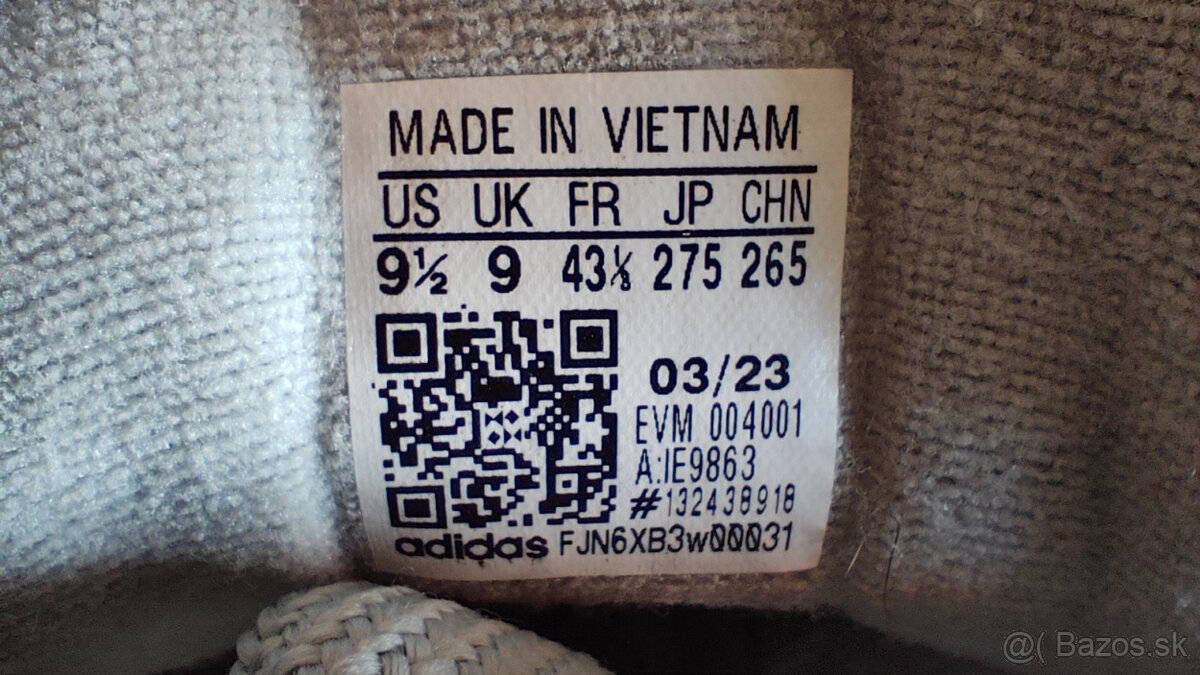 MADE IN VIETNAM
US UK FR JP CHN
9½ 9 43⅓ 275 265
03/23
EVM 004001
A:IE9863
#132438918
adidas FJN6XB3w00031
@( Bazos.sk